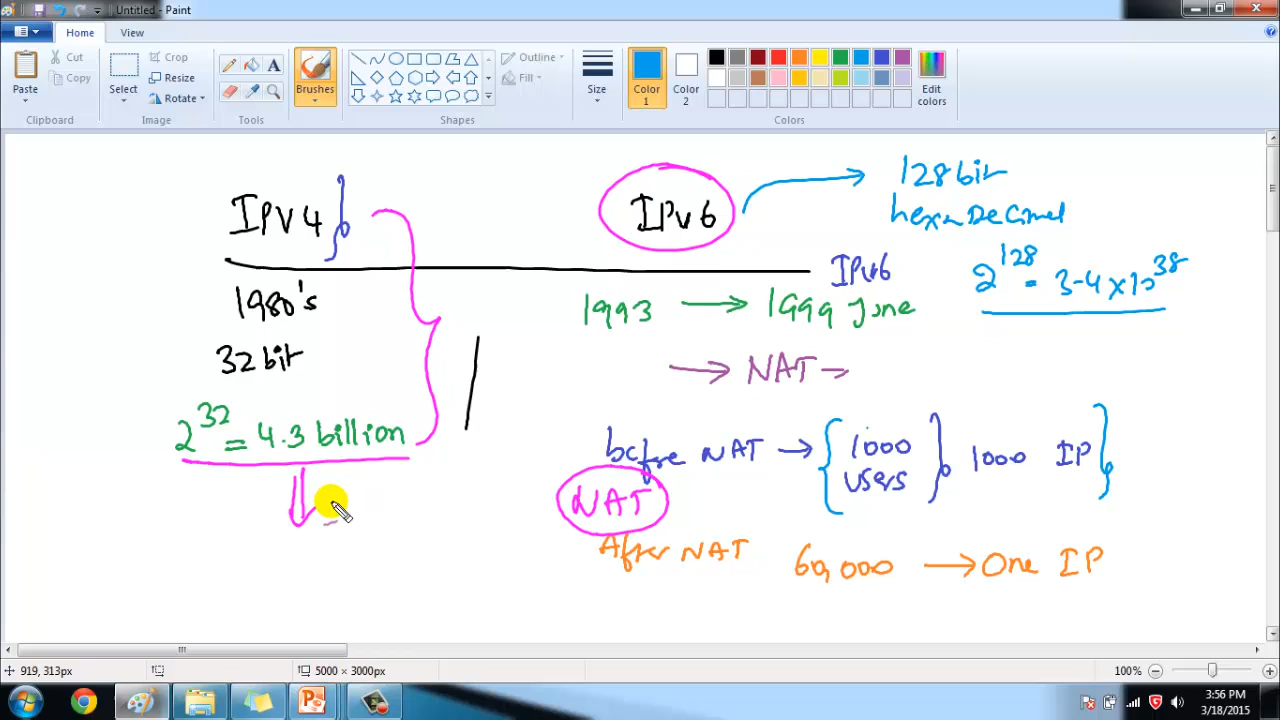 Untitled - Paint
Home
View
Paste
Cut
Copy
Clipboard
Select
Crop
Resize
Rotate
Image
Tools
Brushes
Shapes
Outline
Fill
Size
Color 1
Color 2
Edit colors
Colors
IPV4
IPv6
128 bit
hexaDecimal
1980's
IPv6
2^128 = 3-4 x 10^38
32 bit
1993 → 1999 June
→ NAT →
2^32 = 4.3 billion
before NAT → { 1000 users } 1000 IP }
NAT
After NAT 60,000 → One IP
919, 313px
5000 × 3000px
100%
3:56 PM
3/18/2015